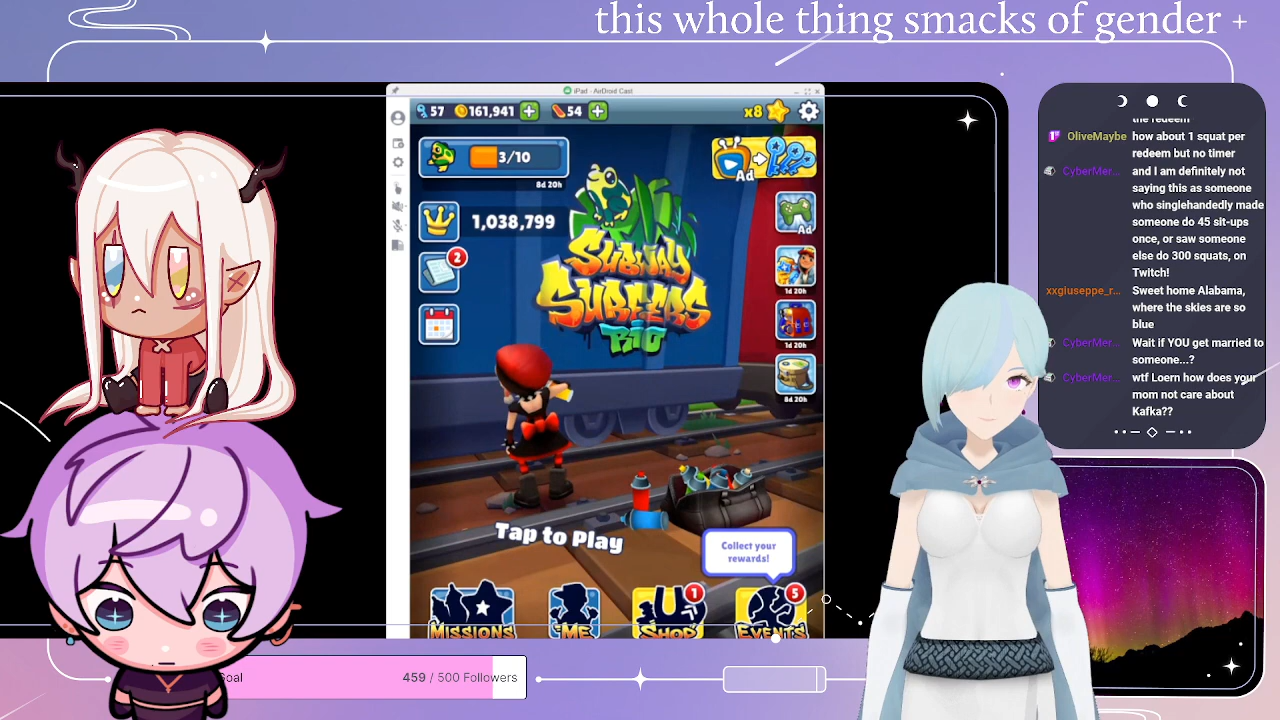 this whole thing smacks of gender +
iPad - AirDroid Cast
57
161,941
54
x8
3/10
8d 20h
Ad
1,038,799
2
Ad
SUBWAY
SURFERS
RIO
1d 20h
1d 20h
8d 20h
Tap to Play
Collect your
rewards!
1
5
MISSIONS
ME
SHOP
EVENTS
the redeem
OliveMaybe how about 1 squat per
redeem but no timer
CyberMer... and I am definitely not
saying this as someone
who singlehandedly made
someone do 45 sit-ups
once, or saw someone
else do 300 squats, on
Twitch!
xxgiuseppe_r... Sweet home Alabama,
where the skies are so
blue
CyberMer... Wait if YOU get married to
someone...?
CyberMer... wtf Loern how does your
mom not care about
Kafka??
459 / 500 Followers